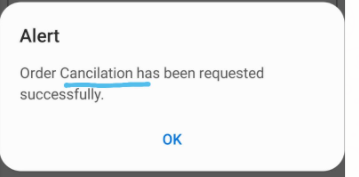 Alert
Order Cancilation has been requested
successfully.
OK